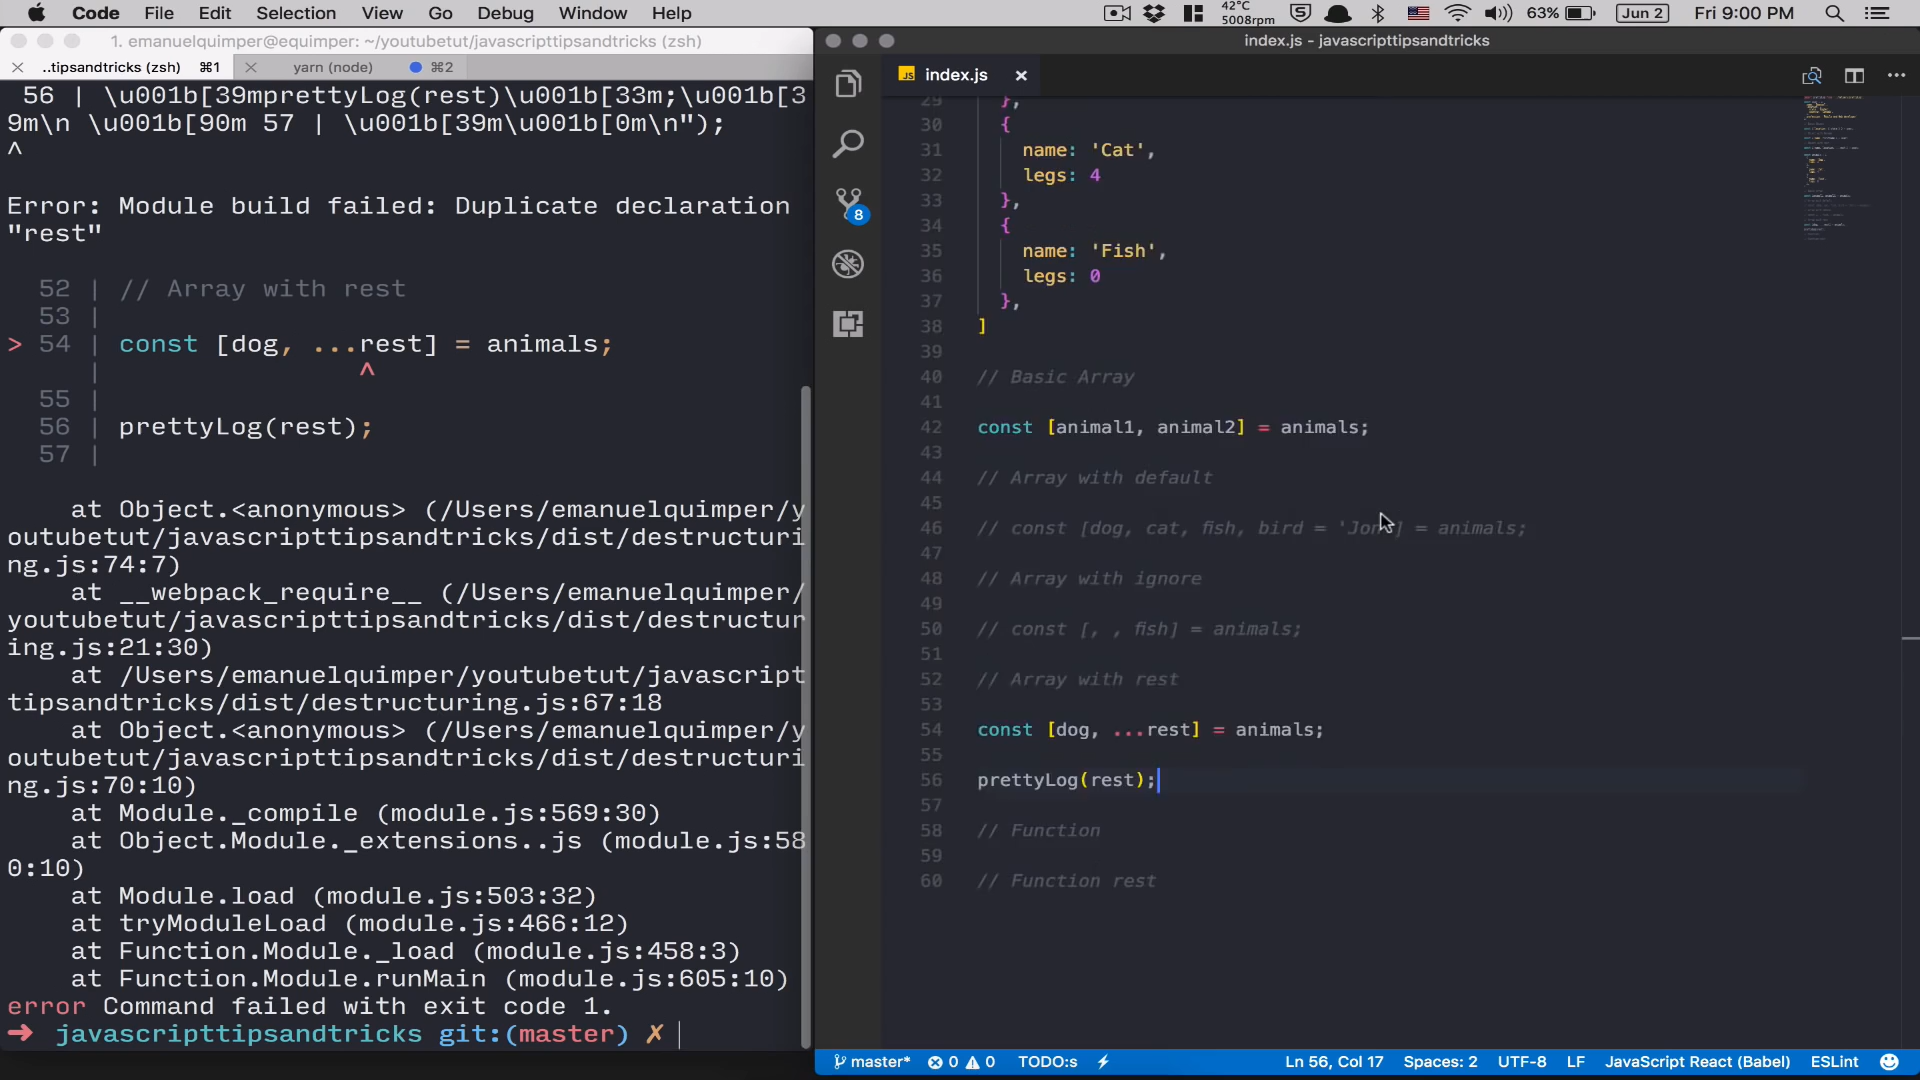 Code File Edit Selection View Go Debug Window Help
42°C
5008rpm
63%
Jun 2
Fri 9:00 PM
1. emanuelquimper@equimper: ~/youtubetut/javascripttipsandtricks (zsh)
..tipsandtricks (zsh) ⌘1
yarn (node) ⌘2
56 | \u001b[39mprettyLog(rest)\u001b[33m;\u001b[3
9m\n \u001b[90m 57 | \u001b[39m\u001b[0m\n");
^
Error: Module build failed: Duplicate declaration
"rest"
52 | // Array with rest
53 |
> 54 | const [dog, ...rest] = animals;
| ^
55 |
56 | prettyLog(rest);
57 |
at Object.<anonymous> (/Users/emanuelquimper/y
outubetut/javascripttipsandtricks/dist/destructuri
ng.js:74:7)
at __webpack_require__ (/Users/emanuelquimper/
youtubetut/javascripttipsandtricks/dist/destructur
ing.js:21:30)
at /Users/emanuelquimper/youtubetut/javascript
tipsandtricks/dist/destructuring.js:67:18
at Object.<anonymous> (/Users/emanuelquimper/y
outubetut/javascripttipsandtricks/dist/destructuri
ng.js:70:10)
at Module._compile (module.js:569:30)
at Object.Module._extensions..js (module.js:58
0:10)
at Module.load (module.js:503:32)
at tryModuleLoad (module.js:466:12)
at Function.Module._load (module.js:458:3)
at Function.Module.runMain (module.js:605:10)
error Command failed with exit code 1.
➜ javascripttipsandtricks git:(master) ✗
index.js - javascripttipsandtricks
JS index.js
8
29 },
30 {
31 name: 'Cat',
32 legs: 4
33 },
34 {
35 name: 'Fish',
36 legs: 0
37 },
38 ]
39
40 // Basic Array
41
42 const [animal1, animal2] = animals;
43
44 // Array with default
45
46 // const [dog, cat, fish, bird = 'Jon'] = animals;
47
48 // Array with ignore
49
50 // const [, , fish] = animals;
51
52 // Array with rest
53
54 const [dog, ...rest] = animals;
55
56 prettyLog(rest);
57
58 // Function
59
60 // Function rest
master* 0 0 TODO:s Ln 56, Col 17 Spaces: 2 UTF-8 LF JavaScript React (Babel) ESLint